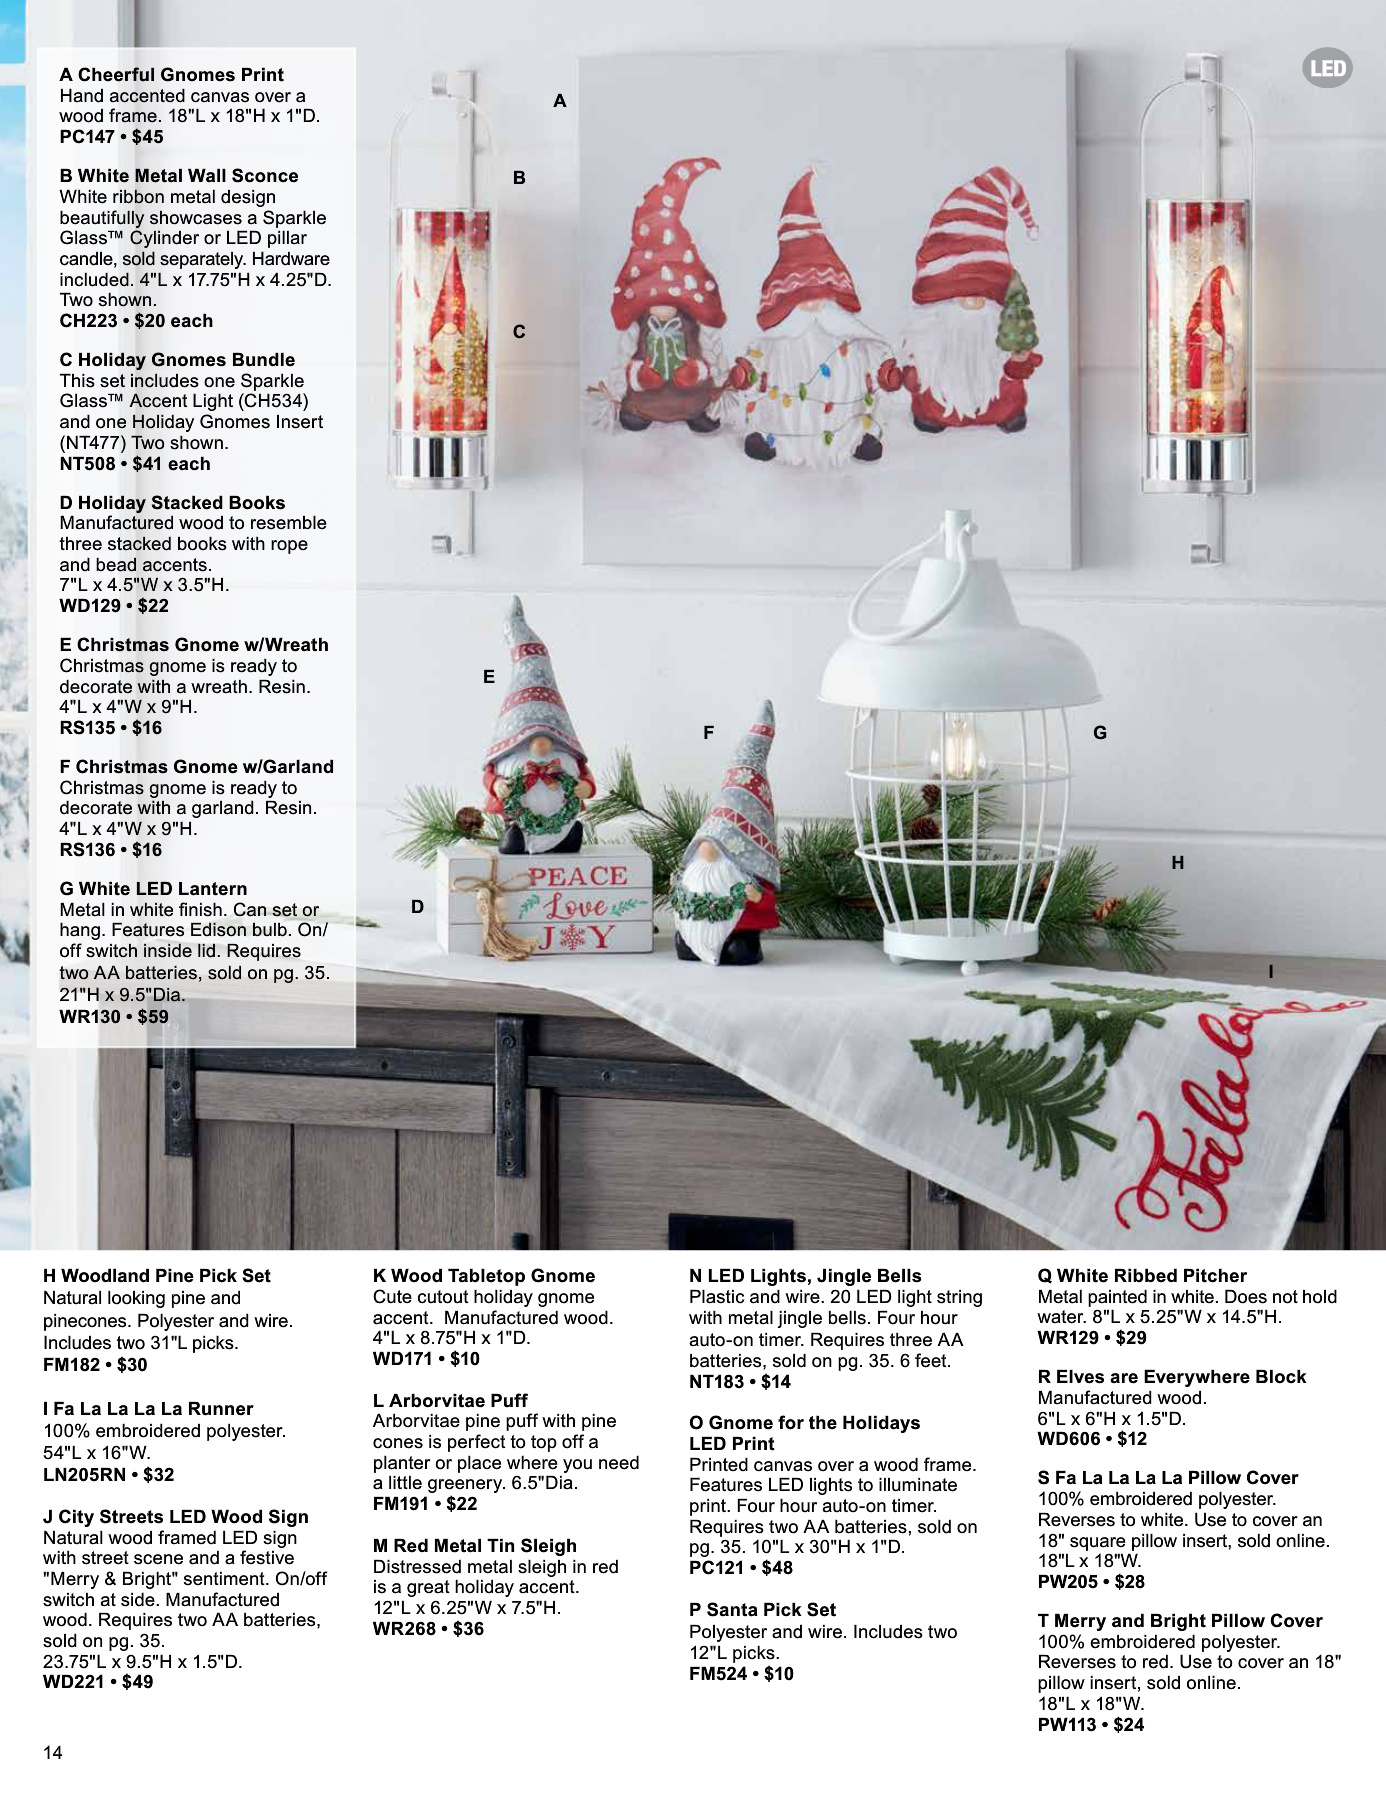 A Cheerful Gnomes Print
Hand accented canvas over a
wood frame. 18"L x 18"H x 1"D.
PC147 • $45
B White Metal Wall Sconce
White ribbon metal design
beautifully showcases a Sparkle
Glass™ Cylinder or LED pillar
candle, sold separately. Hardware
included. 4"L x 17.75"H x 4.25"D.
Two shown.
CH223 • $20 each
C Holiday Gnomes Bundle
This set includes one Sparkle
Glass™ Accent Light (CH534)
and one Holiday Gnomes Insert
(NT477) Two shown.
NT508 • $41 each
D Holiday Stacked Books
Manufactured wood to resemble
three stacked books with rope
and bead accents.
7"L x 4.5"W x 3.5"H.
WD129 • $22
E Christmas Gnome w/Wreath
Christmas gnome is ready to
decorate with a wreath. Resin.
4"L x 4"W x 9"H.
RS135 • $16
F Christmas Gnome w/Garland
Christmas gnome is ready to
decorate with a garland. Resin.
4"L x 4"W x 9"H.
RS136 • $16
G White LED Lantern
Metal in white finish. Can set or
hang. Features Edison bulb. On/
off switch inside lid. Requires
two AA batteries, sold on pg. 35.
21"H x 9.5"Dia.
WR130 • $59
LED
A
B
C
E
F
G
H
D
I
PEACE
Love
JOY
Falala
H Woodland Pine Pick Set
Natural looking pine and
pinecones. Polyester and wire.
Includes two 31"L picks.
FM182 • $30
I Fa La La La La Runner
100% embroidered polyester.
54"L x 16"W.
LN205RN • $32
J City Streets LED Wood Sign
Natural wood framed LED sign
with street scene and a festive
"Merry & Bright" sentiment. On/off
switch at side. Manufactured
wood. Requires two AA batteries,
sold on pg. 35.
23.75"L x 9.5"H x 1.5"D.
WD221 • $49
K Wood Tabletop Gnome
Cute cutout holiday gnome
accent. Manufactured wood.
4"L x 8.75"H x 1"D.
WD171 • $10
L Arborvitae Puff
Arborvitae pine puff with pine
cones is perfect to top off a
planter or place where you need
a little greenery. 6.5"Dia.
FM191 • $22
M Red Metal Tin Sleigh
Distressed metal sleigh in red
is a great holiday accent.
12"L x 6.25"W x 7.5"H.
WR268 • $36
N LED Lights, Jingle Bells
Plastic and wire. 20 LED light string
with metal jingle bells. Four hour
auto-on timer. Requires three AA
batteries, sold on pg. 35. 6 feet.
NT183 • $14
O Gnome for the Holidays
LED Print
Printed canvas over a wood frame.
Features LED lights to illuminate
print. Four hour auto-on timer.
Requires two AA batteries, sold on
pg. 35. 10"L x 30"H x 1"D.
PC121 • $48
P Santa Pick Set
Polyester and wire. Includes two
12"L picks.
FM524 • $10
Q White Ribbed Pitcher
Metal painted in white. Does not hold
water. 8"L x 5.25"W x 14.5"H.
WR129 • $29
R Elves are Everywhere Block
Manufactured wood.
6"L x 6"H x 1.5"D.
WD606 • $12
S Fa La La La La Pillow Cover
100% embroidered polyester.
Reverses to white. Use to cover an
18" square pillow insert, sold online.
18"L x 18"W.
PW205 • $28
T Merry and Bright Pillow Cover
100% embroidered polyester.
Reverses to red. Use to cover an 18"
pillow insert, sold online.
18"L x 18"W.
PW113 • $24
14